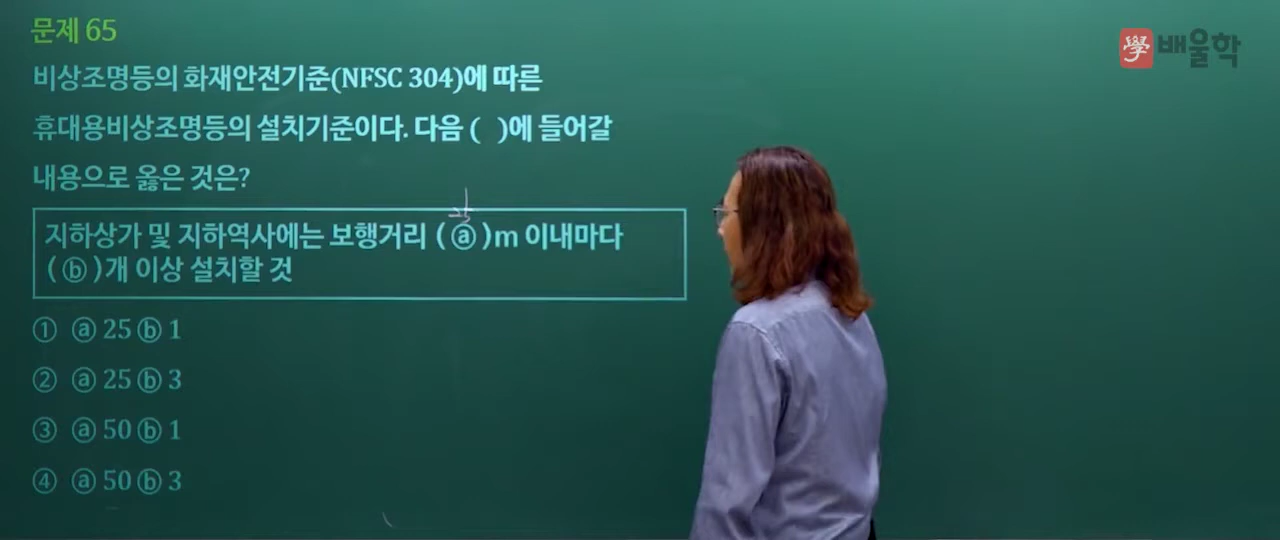 문제 65
學 배울학
비상조명등의 화재안전기준(NFSC 304)에 따른
휴대용비상조명등의 설치기준이다. 다음 ( )에 들어갈
내용으로 옳은 것은?
지하상가 및 지하역사에는 보행거리 ( ⓐ )m 이내마다
( ⓑ )개 이상 설치할 것
① ⓐ 25 ⓑ 1
② ⓐ 25 ⓑ 3
③ ⓐ 50 ⓑ 1
④ ⓐ 50 ⓑ 3